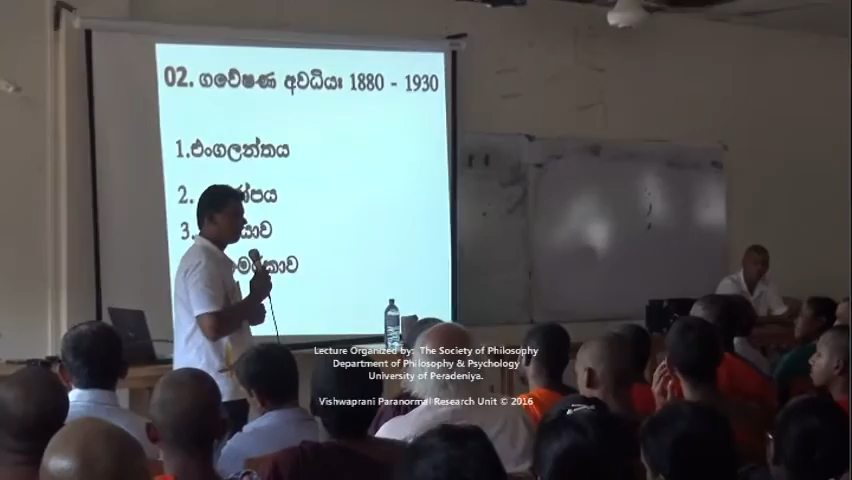 02. ගවේෂණ අවධියඃ 1880 - 1930
1.එංගලන්තය
2.
3.
Lecture Organized by: The Society of Philosophy
Department of Philosophy & Psychology
University of Peradeniya.
Vishwaprani Paranormal Research Unit © 2016